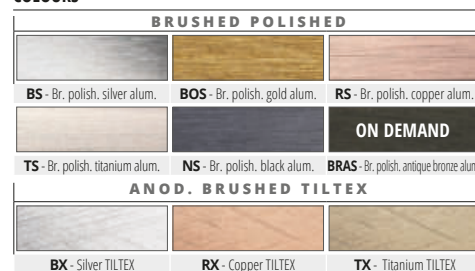 COLOURS
BRUSHED POLISHED
BS - Br. polish. silver alum.
BOS - Br. polish. gold alum.
RS - Br. polish. copper alum.
ON DEMAND
TS - Br. polish. titanium alum.
NS - Br. polish. black alum.
BRAS - Br. polish. antique bronze alum
ANOD. BRUSHED TILTEX
BX - Silver TILTEX
RX - Copper TILTEX
TX - Titanium TILTEX